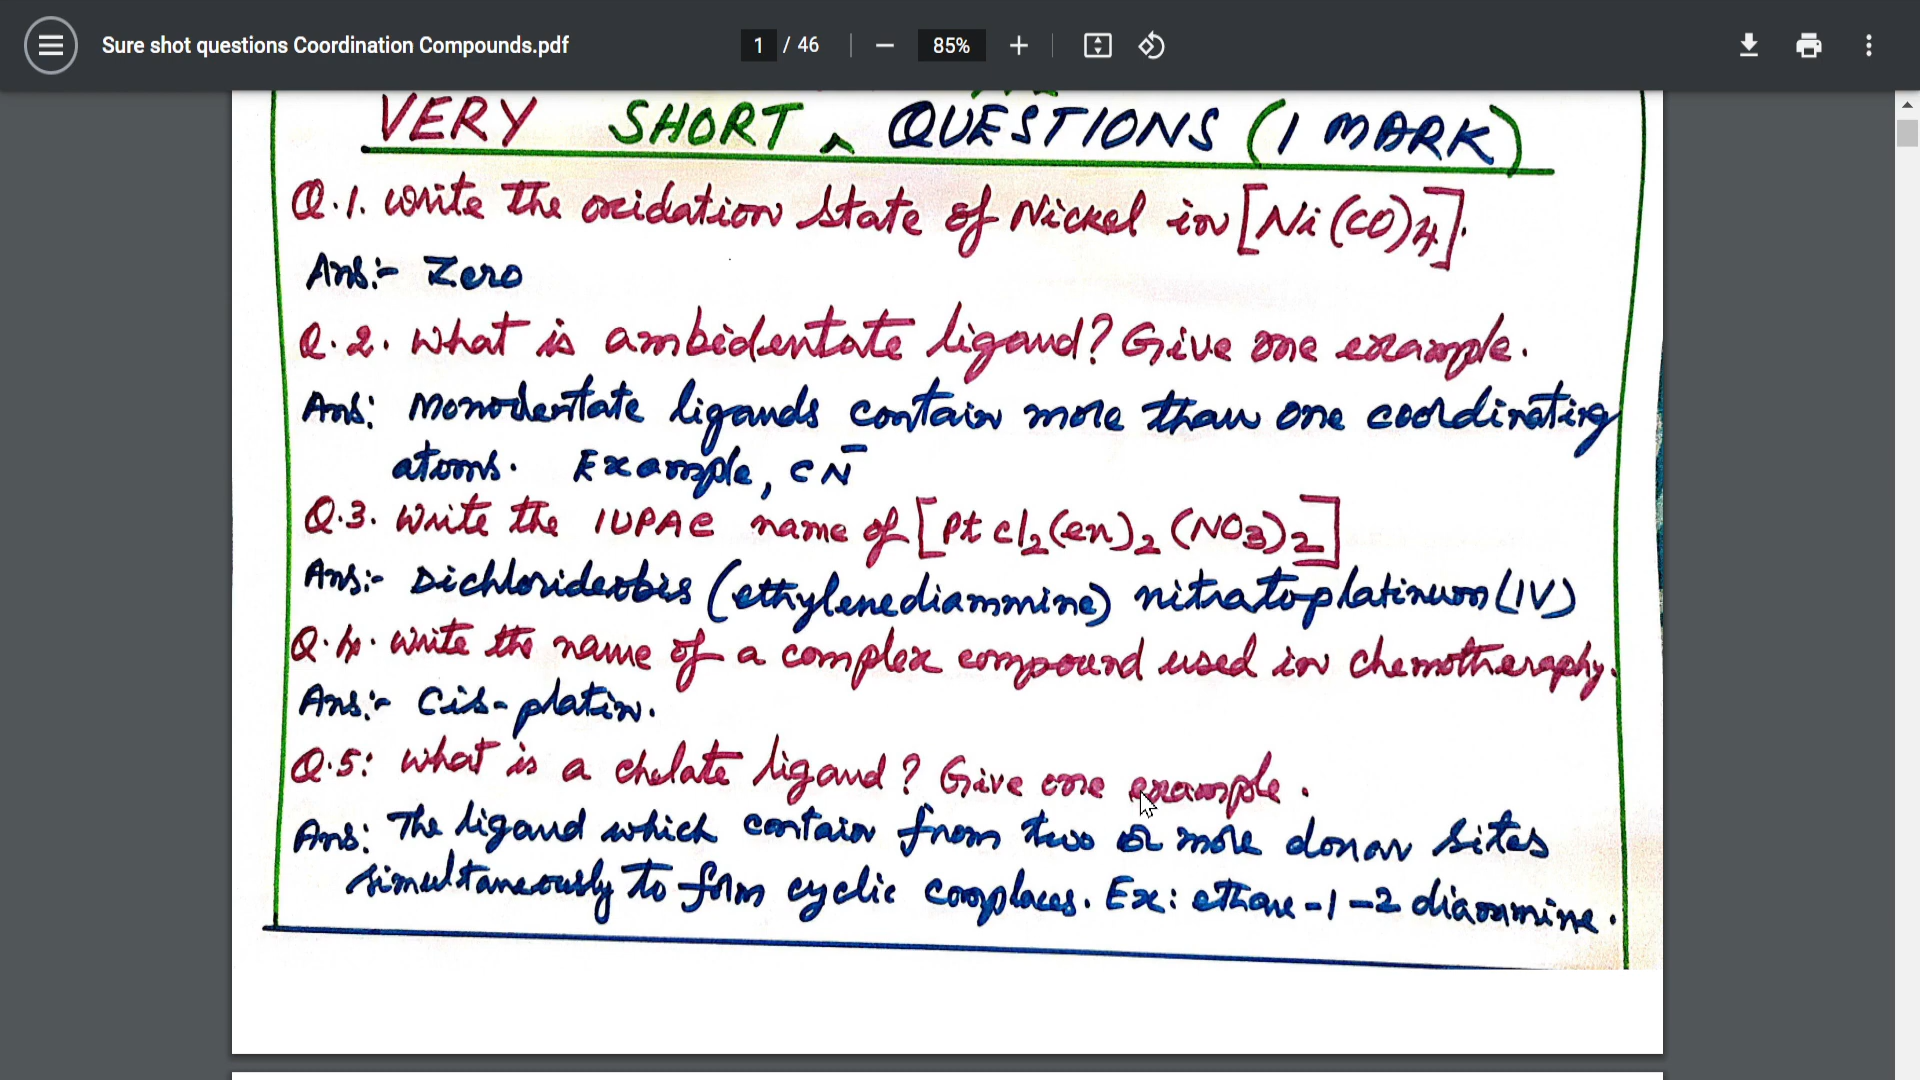 Sure shot questions Coordination Compounds.pdf
1 / 46
85%
VERY SHORT ^ QUESTIONS (1 MARK)
Q.1. Write the oxidation state of Nickel in [Ni(CO)4].
Ans:- Zero
Q.2. What is ambidentate ligand? Give one example.
Ans: Monodentate ligands contain more than one coordinating
atoms. Example, CN⁻
Q.3. Write the IUPAC name of [Pt Cl2(en)2 (NO3)2]
Ans:- Dichloridobis (ethylenediammine) nitratoplatinum (IV)
Q.4. Write the name of a complex compound used in chemotheraphy.
Ans:- Cis-platin.
Q.5: What is a chelate ligand? Give one example.
Ans: The ligand which contain from two or more donar sites
simultaneously to form cyclic complaces. Ex: ethane-1-2 diammine.